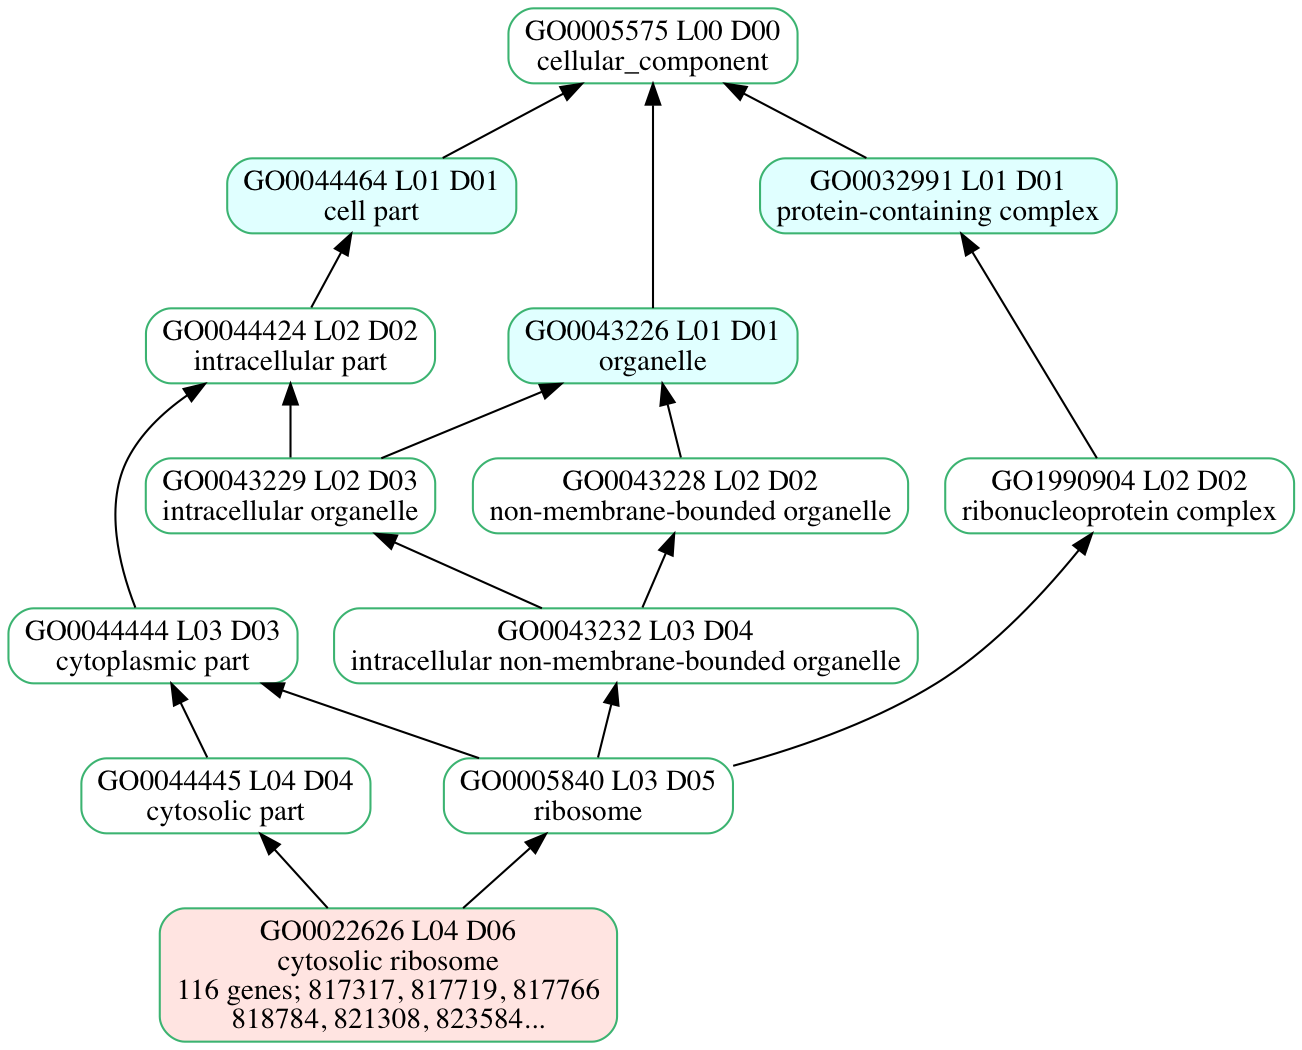 GO0005575 L00 D00
cellular_component
GO0044464 L01 D01
cell part
GO0032991 L01 D01
protein-containing complex
GO0044424 L02 D02
intracellular part
GO0043226 L01 D01
organelle
GO0043229 L02 D03
intracellular organelle
GO0043228 L02 D02
non-membrane-bounded organelle
GO1990904 L02 D02
ribonucleoprotein complex
GO0044444 L03 D03
cytoplasmic part
GO0043232 L03 D04
intracellular non-membrane-bounded organelle
GO0044445 L04 D04
cytosolic part
GO0005840 L03 D05
ribosome
GO0022626 L04 D06
cytosolic ribosome
116 genes; 817317, 817719, 817766
818784, 821308, 823584...